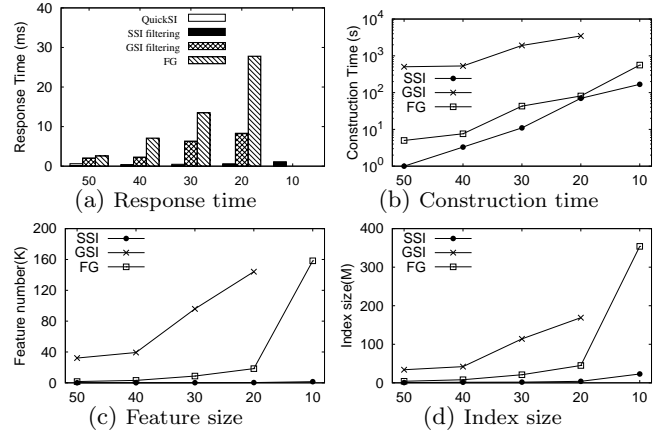 Response Time (ms)
40
30
20
10
0
QuickSI
SSI filtering
GSI filtering
FG
50 40 30 20 10
(a) Response time
Construction Time (s)
10^4
10^3
10^2
10^1
10^0
SSI
GSI
FG
50 40 30 20 10
(b) Construction time
Feature number(K)
200
160
120
80
40
0
SSI
GSI
FG
50 40 30 20 10
(c) Feature size
Index size(M)
400
300
200
100
0
SSI
GSI
FG
50 40 30 20 10
(d) Index size